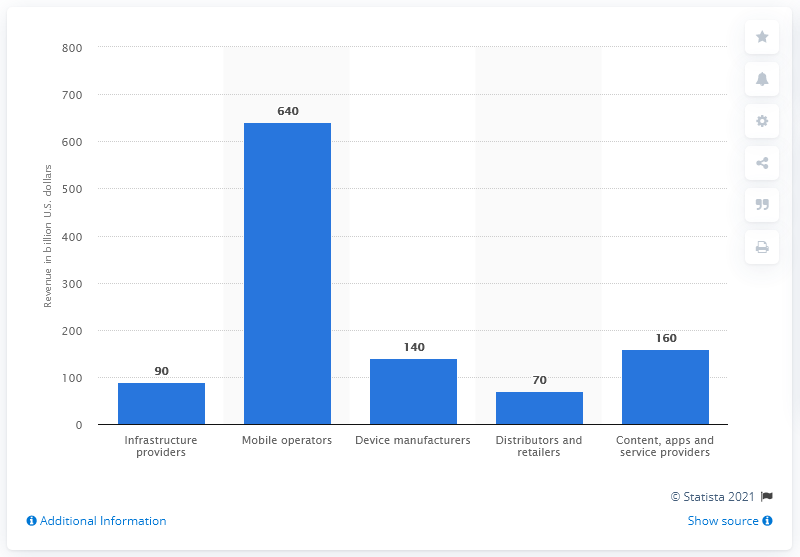 800
700
600
500
400
300
200
100
0
Revenue in billion U.S. dollars
90
640
140
70
160
Infrastructure
providers
Mobile operators
Device manufacturers
Distributors and
retailers
Content, apps and
service providers
© Statista 2021
Additional Information
Show source